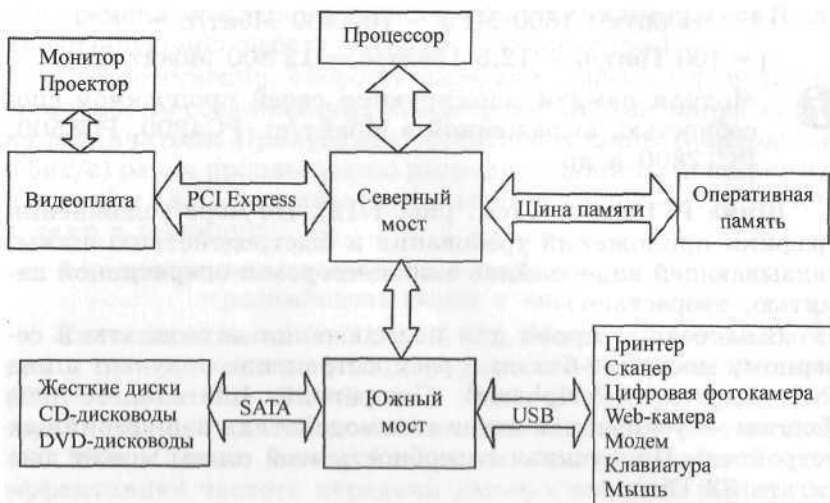 Процессор
Монитор
Проектор
Видеоплата
PCI Express
Северный
мост
Шина памяти
Оперативная
память
Жесткие диски
CD-дисководы
DVD-дисководы
SATA
Южный
мост
USB
Принтер
Сканер
Цифровая фотокамера
Web-камера
Модем
Клавиатура
Мышь